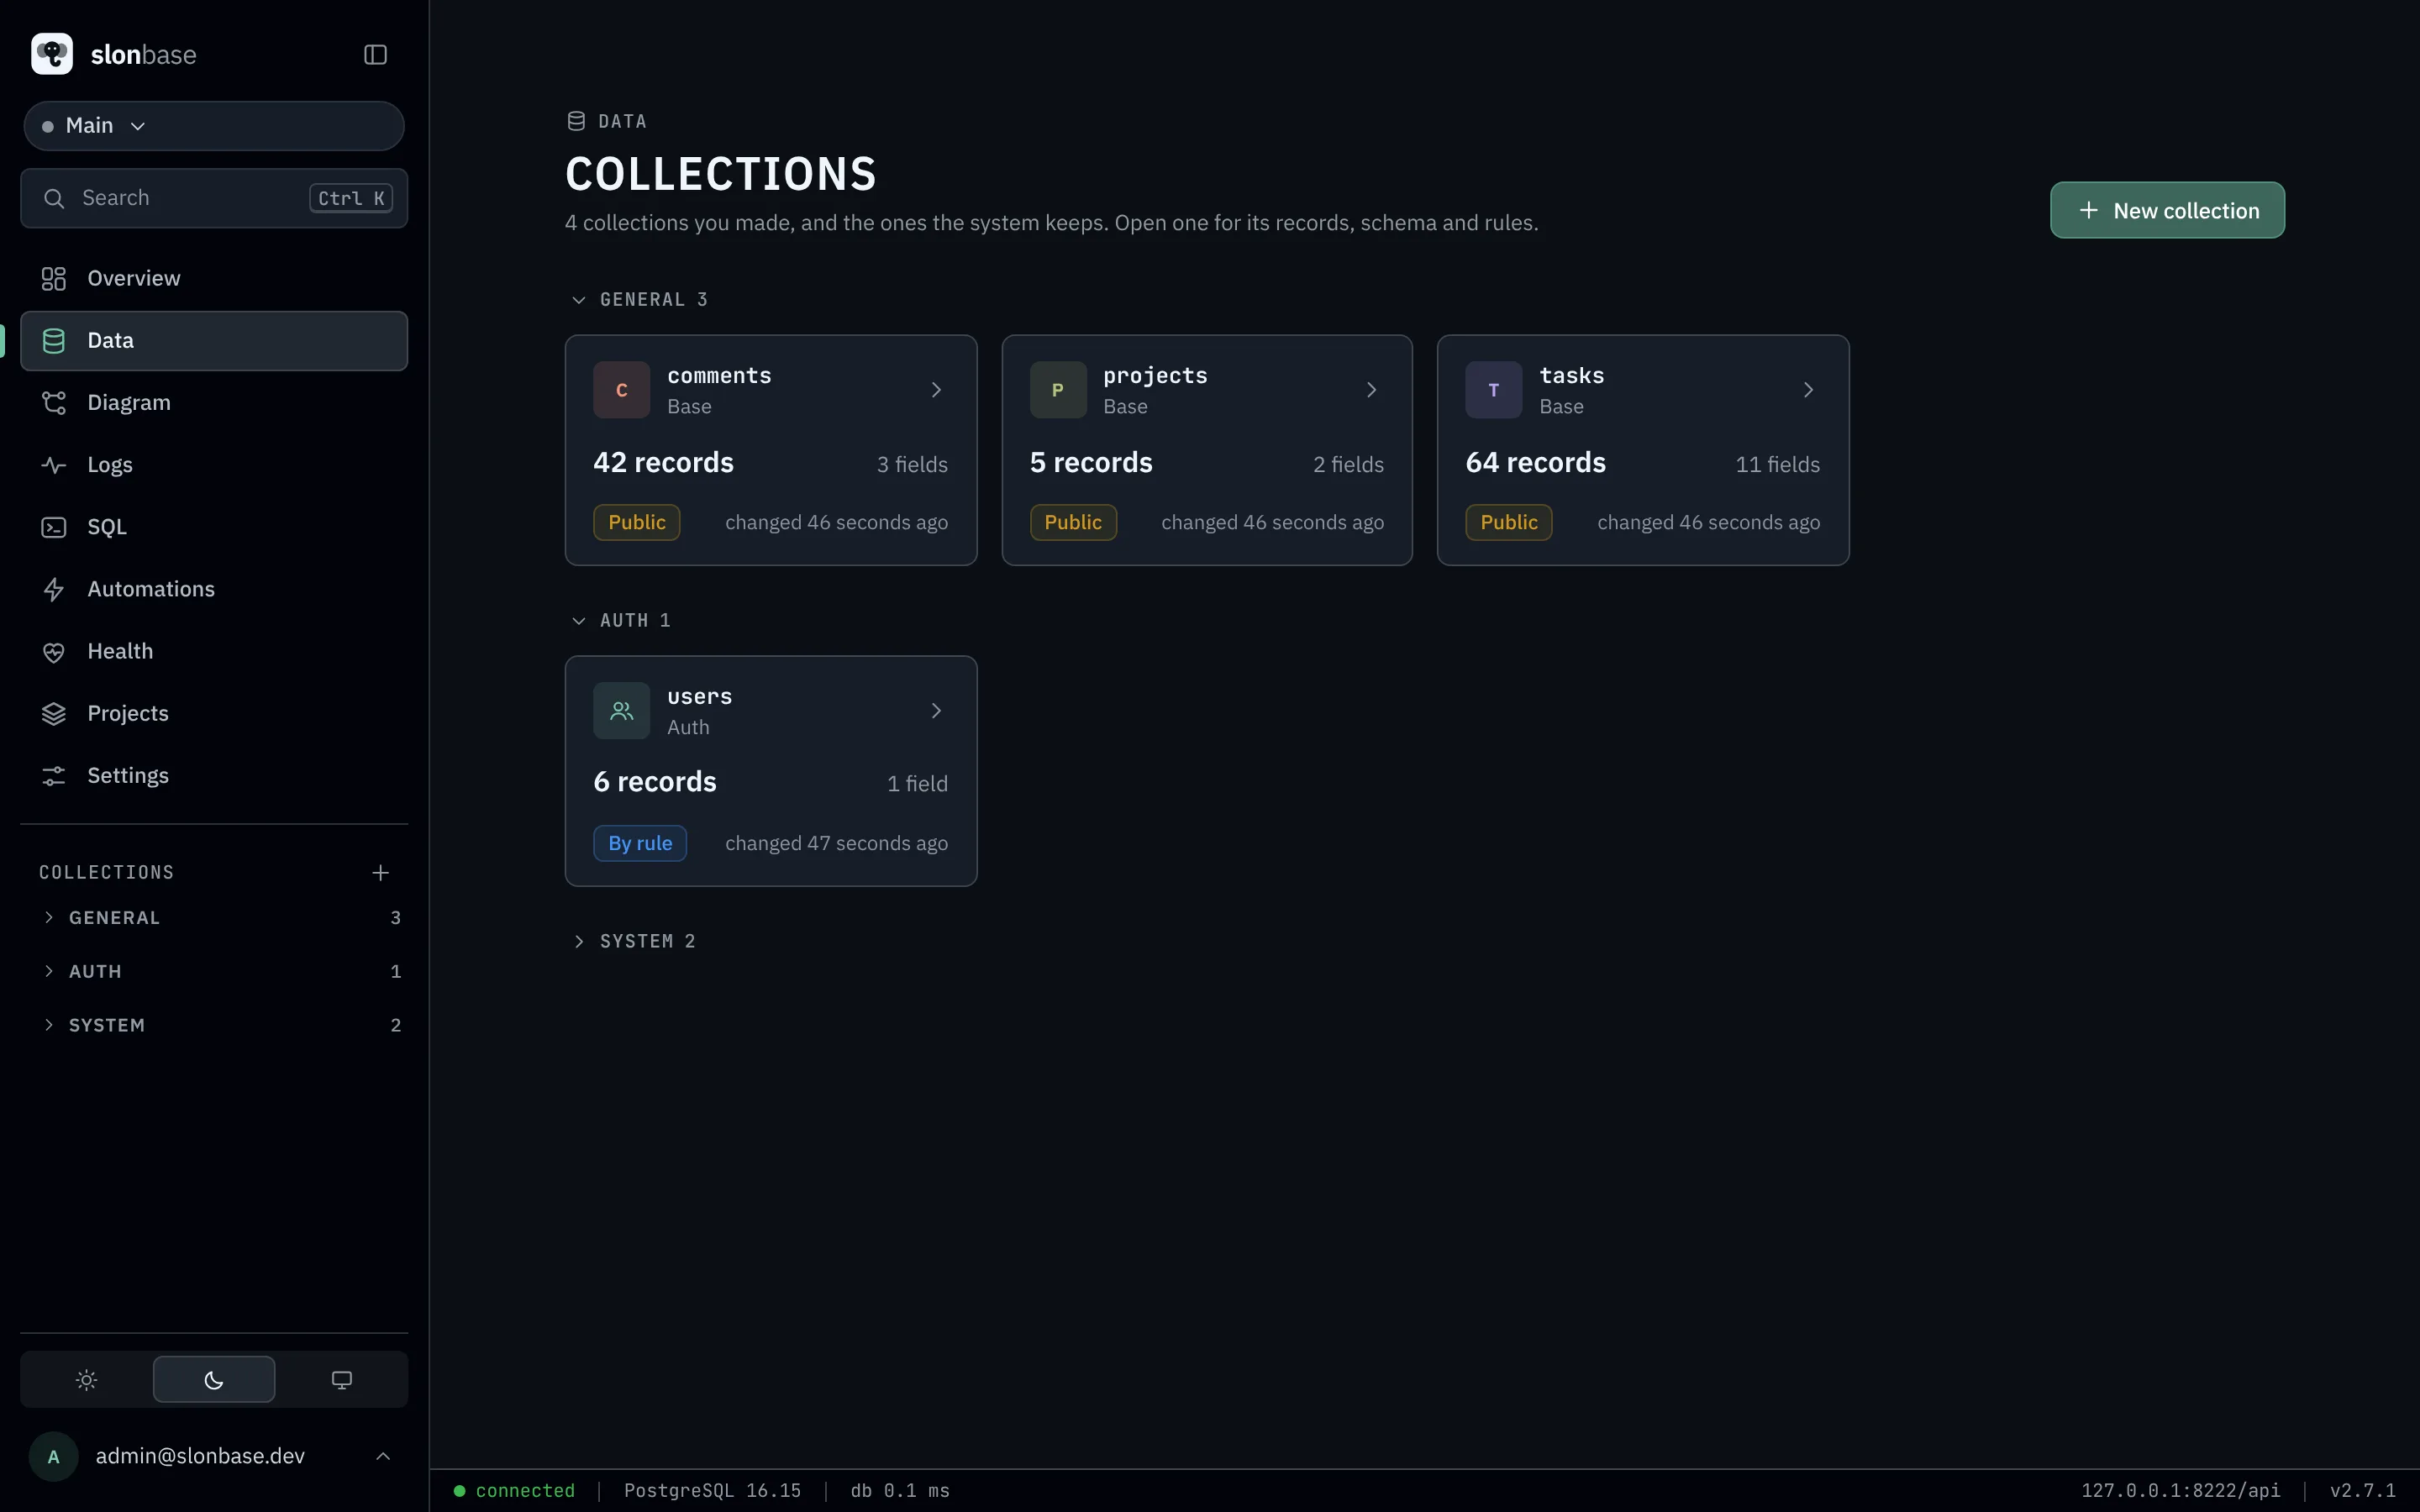 slonbase
Main
Search Ctrl K
Overview
Data
Diagram
Logs
SQL
Automations
Health
Projects
Settings
COLLECTIONS
GENERAL 3
AUTH 1
SYSTEM 2
A admin@slonbase.dev
DATA
COLLECTIONS
4 collections you made, and the ones the system keeps. Open one for its records, schema and rules.
New collection
GENERAL 3
C comments
Base
42 records 3 fields
Public changed 46 seconds ago
P projects
Base
5 records 2 fields
Public changed 46 seconds ago
T tasks
Base
64 records 11 fields
Public changed 46 seconds ago
AUTH 1
users
Auth
6 records 1 field
By rule changed 47 seconds ago
SYSTEM 2
connected | PostgreSQL 16.15 | db 0.1 ms
127.0.0.1:8222/api | v2.7.1